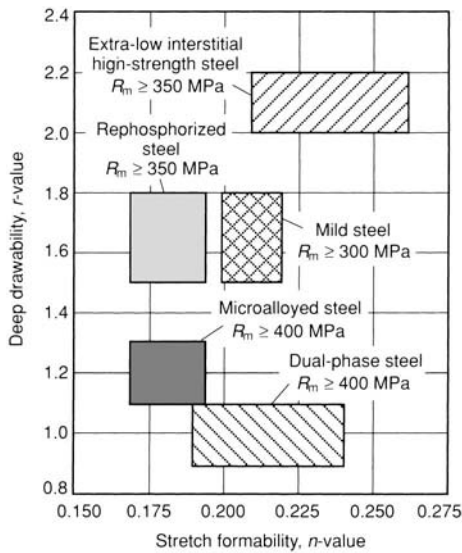 2.4
2.2
2.0
1.8
1.6
1.4
1.2
1.0
0.8
Deep drawability, r-value
Extra-low interstitial
hign-strength steel
Rm ≥ 350 MPa
Rephosphorized
steel
Rm ≥ 350 MPa
Mild steel
Rm ≥ 300 MPa
Microalloyed steel
Rm ≥ 400 MPa
Dual-phase steel
Rm ≥ 400 MPa
0.150 0.175 0.200 0.225 0.250 0.275
Stretch formability, n-value